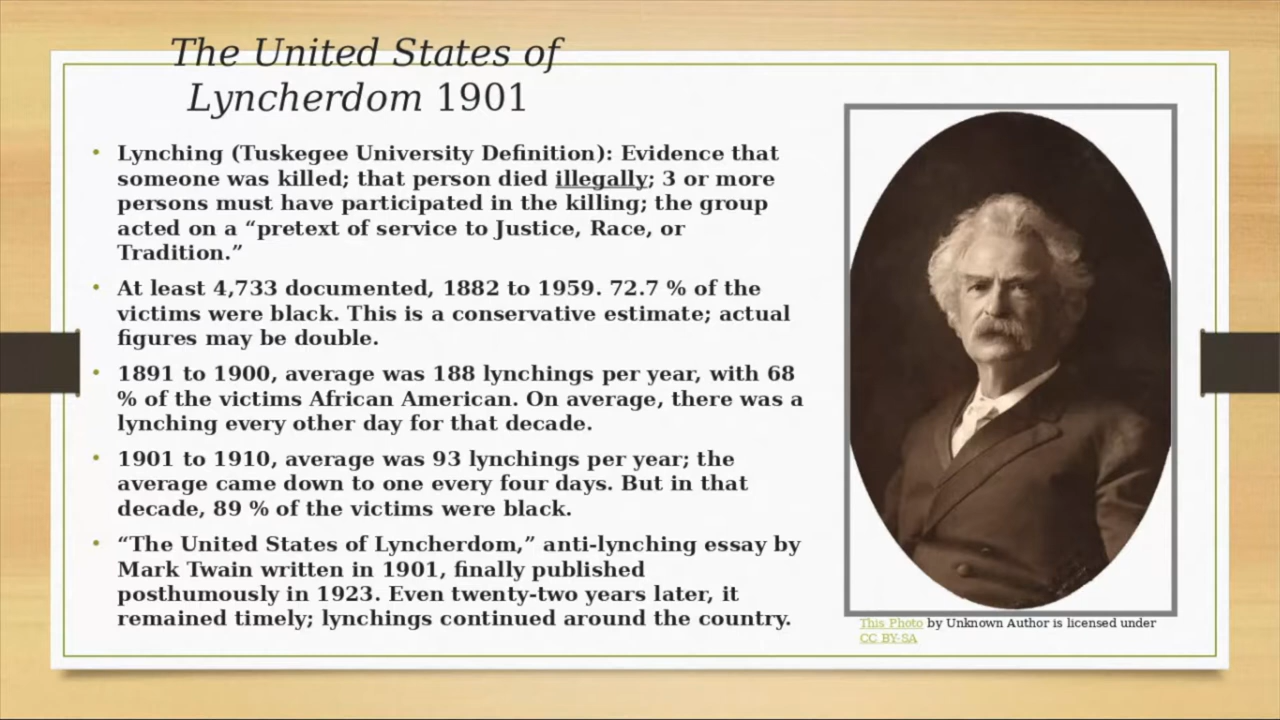 The United States of
Lyncherdom 1901
• Lynching (Tuskegee University Definition): Evidence that
someone was killed; that person died illegally; 3 or more
persons must have participated in the killing; the group
acted on a “pretext of service to Justice, Race, or
Tradition.”
• At least 4,733 documented, 1882 to 1959. 72.7 % of the
victims were black. This is a conservative estimate; actual
figures may be double.
• 1891 to 1900, average was 188 lynchings per year, with 68
% of the victims African American. On average, there was a
lynching every other day for that decade.
• 1901 to 1910, average was 93 lynchings per year; the
average came down to one every four days. But in that
decade, 89 % of the victims were black.
• “The United States of Lyncherdom,” anti-lynching essay by
Mark Twain written in 1901, finally published
posthumously in 1923. Even twenty-two years later, it
remained timely; lynchings continued around the country.
This Photo by Unknown Author is licensed under
CC BY-SA